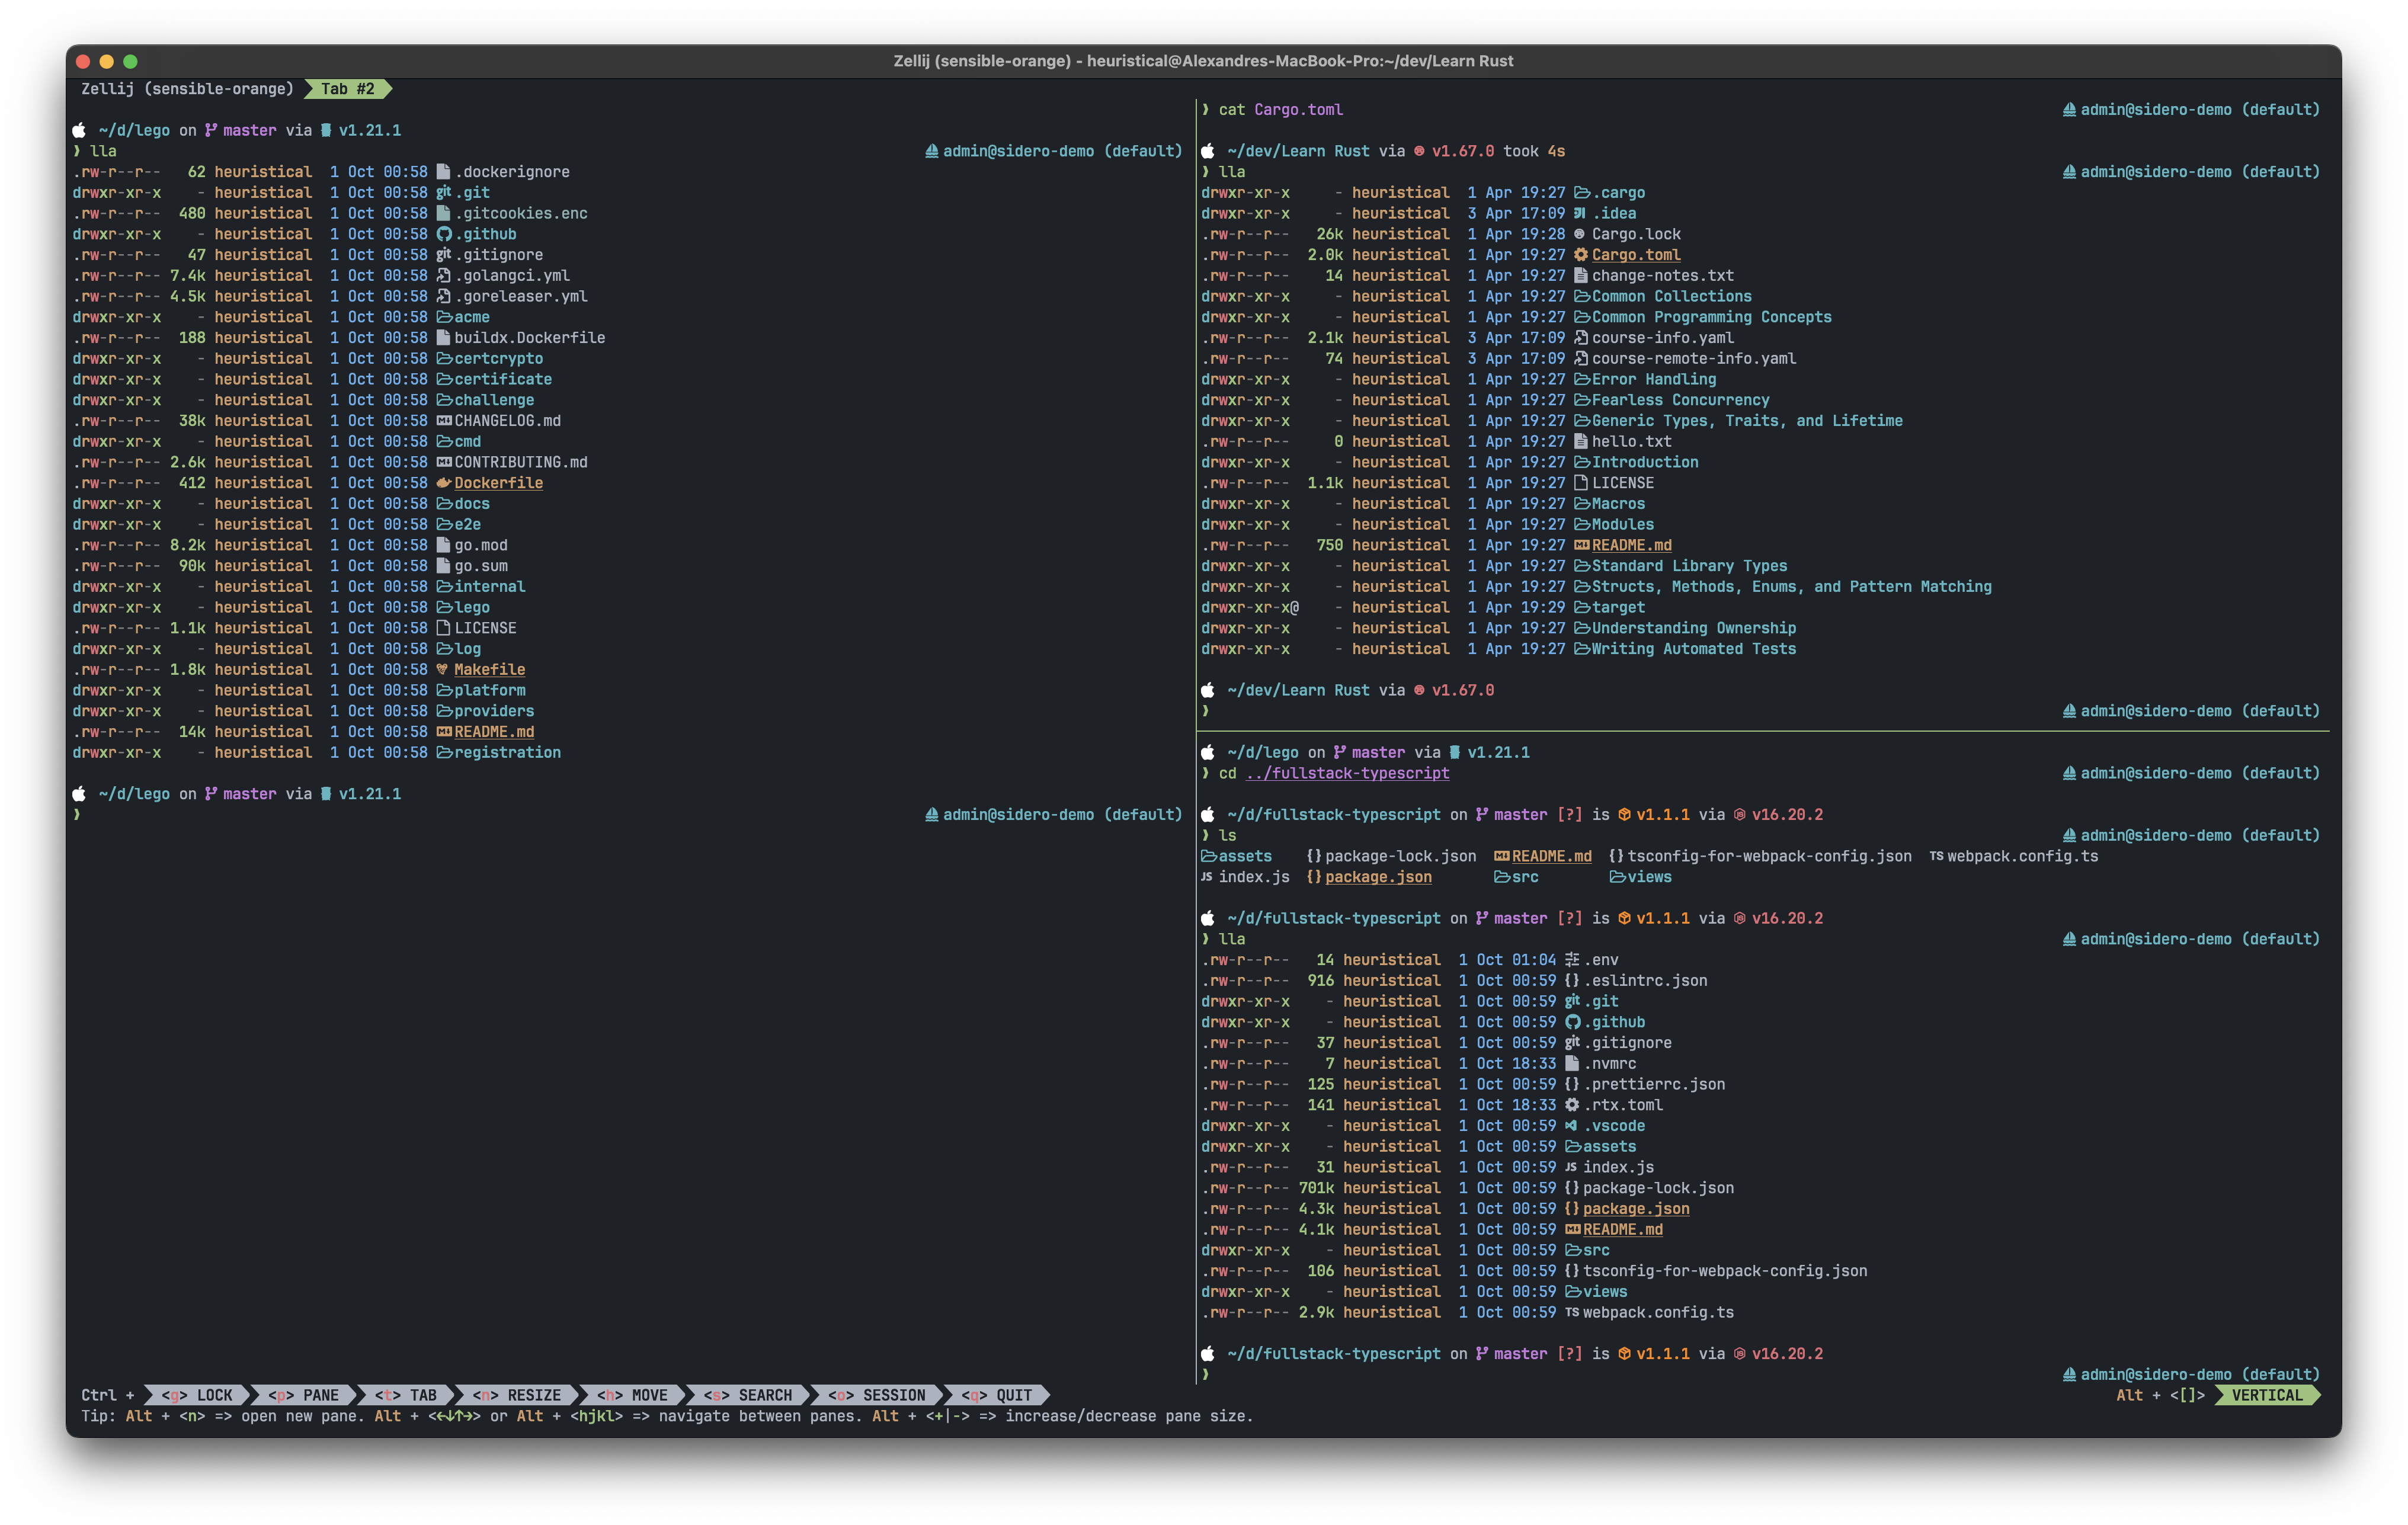 Zellij (sensible-orange) - heuristical@Alexandres-MacBook-Pro:~/dev/Learn Rust
Zellij (sensible-orange) Tab #2
~/d/lego on master via v1.21.1
❱ lla admin@sidero-demo (default)
.rw-r--r-- 62 heuristical 1 Oct 00:58 .dockerignore
drwxr-xr-x - heuristical 1 Oct 00:58 git .git
.rw-r--r-- 480 heuristical 1 Oct 00:58 .gitcookies.enc
drwxr-xr-x - heuristical 1 Oct 00:58 .github
.rw-r--r-- 47 heuristical 1 Oct 00:58 git .gitignore
.rw-r--r-- 7.4k heuristical 1 Oct 00:58 .golangci.yml
.rw-r--r-- 4.5k heuristical 1 Oct 00:58 .goreleaser.yml
drwxr-xr-x - heuristical 1 Oct 00:58 acme
.rw-r--r-- 188 heuristical 1 Oct 00:58 buildx.Dockerfile
drwxr-xr-x - heuristical 1 Oct 00:58 certcrypto
drwxr-xr-x - heuristical 1 Oct 00:58 certificate
drwxr-xr-x - heuristical 1 Oct 00:58 challenge
.rw-r--r-- 38k heuristical 1 Oct 00:58 CHANGELOG.md
drwxr-xr-x - heuristical 1 Oct 00:58 cmd
.rw-r--r-- 2.6k heuristical 1 Oct 00:58 CONTRIBUTING.md
.rw-r--r-- 412 heuristical 1 Oct 00:58 Dockerfile
drwxr-xr-x - heuristical 1 Oct 00:58 docs
drwxr-xr-x - heuristical 1 Oct 00:58 e2e
.rw-r--r-- 8.2k heuristical 1 Oct 00:58 go.mod
.rw-r--r-- 90k heuristical 1 Oct 00:58 go.sum
drwxr-xr-x - heuristical 1 Oct 00:58 internal
drwxr-xr-x - heuristical 1 Oct 00:58 lego
.rw-r--r-- 1.1k heuristical 1 Oct 00:58 LICENSE
drwxr-xr-x - heuristical 1 Oct 00:58 log
.rw-r--r-- 1.8k heuristical 1 Oct 00:58 Makefile
drwxr-xr-x - heuristical 1 Oct 00:58 platform
drwxr-xr-x - heuristical 1 Oct 00:58 providers
.rw-r--r-- 14k heuristical 1 Oct 00:58 README.md
drwxr-xr-x - heuristical 1 Oct 00:58 registration
~/d/lego on master via v1.21.1
❱ admin@sidero-demo (default)
❱ cat Cargo.toml admin@sidero-demo (default)
~/dev/Learn Rust via v1.67.0 took 4s
❱ lla admin@sidero-demo (default)
drwxr-xr-x - heuristical 1 Apr 19:27 .cargo
drwxr-xr-x - heuristical 3 Apr 17:09 .idea
.rw-r--r-- 26k heuristical 1 Apr 19:28 Cargo.lock
.rw-r--r-- 2.0k heuristical 1 Apr 19:27 Cargo.toml
.rw-r--r-- 14 heuristical 1 Apr 19:27 change-notes.txt
drwxr-xr-x - heuristical 1 Apr 19:27 Common Collections
drwxr-xr-x - heuristical 1 Apr 19:27 Common Programming Concepts
.rw-r--r-- 2.1k heuristical 3 Apr 17:09 course-info.yaml
.rw-r--r-- 74 heuristical 3 Apr 17:09 course-remote-info.yaml
drwxr-xr-x - heuristical 1 Apr 19:27 Error Handling
drwxr-xr-x - heuristical 1 Apr 19:27 Fearless Concurrency
drwxr-xr-x - heuristical 1 Apr 19:27 Generic Types, Traits, and Lifetime
.rw-r--r-- 0 heuristical 1 Apr 19:27 hello.txt
drwxr-xr-x - heuristical 1 Apr 19:27 Introduction
.rw-r--r-- 1.1k heuristical 1 Apr 19:27 LICENSE
drwxr-xr-x - heuristical 1 Apr 19:27 Macros
drwxr-xr-x - heuristical 1 Apr 19:27 Modules
.rw-r--r-- 750 heuristical 1 Apr 19:27 README.md
drwxr-xr-x - heuristical 1 Apr 19:27 Standard Library Types
drwxr-xr-x - heuristical 1 Apr 19:27 Structs, Methods, Enums, and Pattern Matching
drwxr-xr-x@ - heuristical 1 Apr 19:29 target
drwxr-xr-x - heuristical 1 Apr 19:27 Understanding Ownership
drwxr-xr-x - heuristical 1 Apr 19:27 Writing Automated Tests
~/dev/Learn Rust via v1.67.0
❱ admin@sidero-demo (default)
~/d/lego on master via v1.21.1
❱ cd ../fullstack-typescript admin@sidero-demo (default)
~/d/fullstack-typescript on master [?] is v1.1.1 via v16.20.2
❱ ls admin@sidero-demo (default)
assets {} package-lock.json README.md {} tsconfig-for-webpack-config.json TS webpack.config.ts
JS index.js {} package.json src views
~/d/fullstack-typescript on master [?] is v1.1.1 via v16.20.2
❱ lla admin@sidero-demo (default)
.rw-r--r-- 14 heuristical 1 Oct 01:04 .env
.rw-r--r-- 916 heuristical 1 Oct 00:59 {} .eslintrc.json
drwxr-xr-x - heuristical 1 Oct 00:59 git .git
drwxr-xr-x - heuristical 1 Oct 00:59 .github
.rw-r--r-- 37 heuristical 1 Oct 00:59 git .gitignore
.rw-r--r-- 7 heuristical 1 Oct 18:33 .nvmrc
.rw-r--r-- 125 heuristical 1 Oct 00:59 {} .prettierrc.json
.rw-r--r-- 141 heuristical 1 Oct 18:33 .rtx.toml
drwxr-xr-x - heuristical 1 Oct 00:59 .vscode
drwxr-xr-x - heuristical 1 Oct 00:59 assets
.rw-r--r-- 31 heuristical 1 Oct 00:59 JS index.js
.rw-r--r-- 701k heuristical 1 Oct 00:59 {} package-lock.json
.rw-r--r-- 4.3k heuristical 1 Oct 00:59 {} package.json
.rw-r--r-- 4.1k heuristical 1 Oct 00:59 README.md
drwxr-xr-x - heuristical 1 Oct 00:59 src
.rw-r--r-- 106 heuristical 1 Oct 00:59 {} tsconfig-for-webpack-config.json
drwxr-xr-x - heuristical 1 Oct 00:59 views
.rw-r--r-- 2.9k heuristical 1 Oct 00:59 TS webpack.config.ts
~/d/fullstack-typescript on master [?] is v1.1.1 via v16.20.2
❱ admin@sidero-demo (default)
Ctrl + <g> LOCK <p> PANE <t> TAB <n> RESIZE <h> MOVE <s> SEARCH <o> SESSION <q> QUIT Alt + <[]> VERTICAL
Tip: Alt + <n> => open new pane. Alt + <←↓↑→> or Alt + <hjkl> => navigate between panes. Alt + <+|-> => increase/decrease pane size.